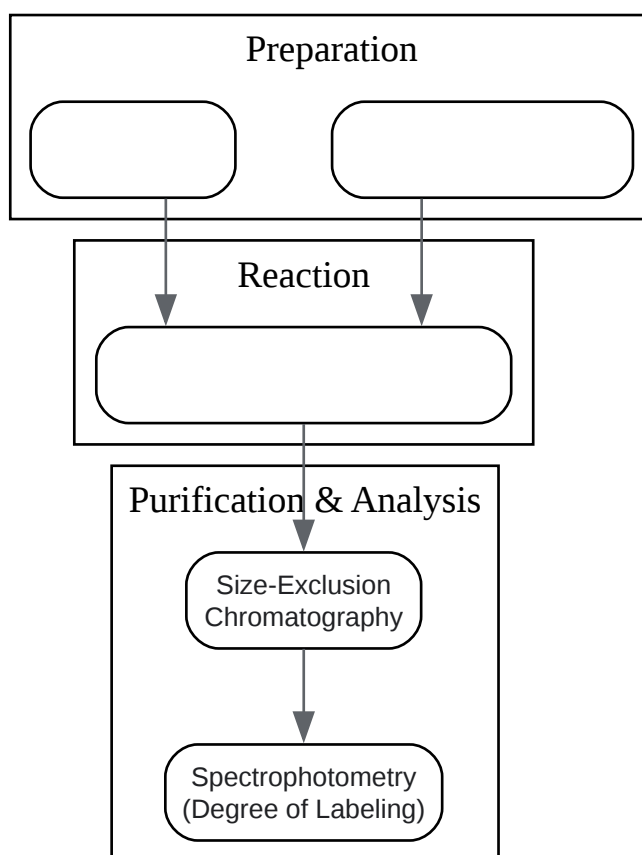 Preparation
Reaction
Purification & Analysis
Size-Exclusion
Chromatography
Spectrophotometry
(Degree of Labeling)